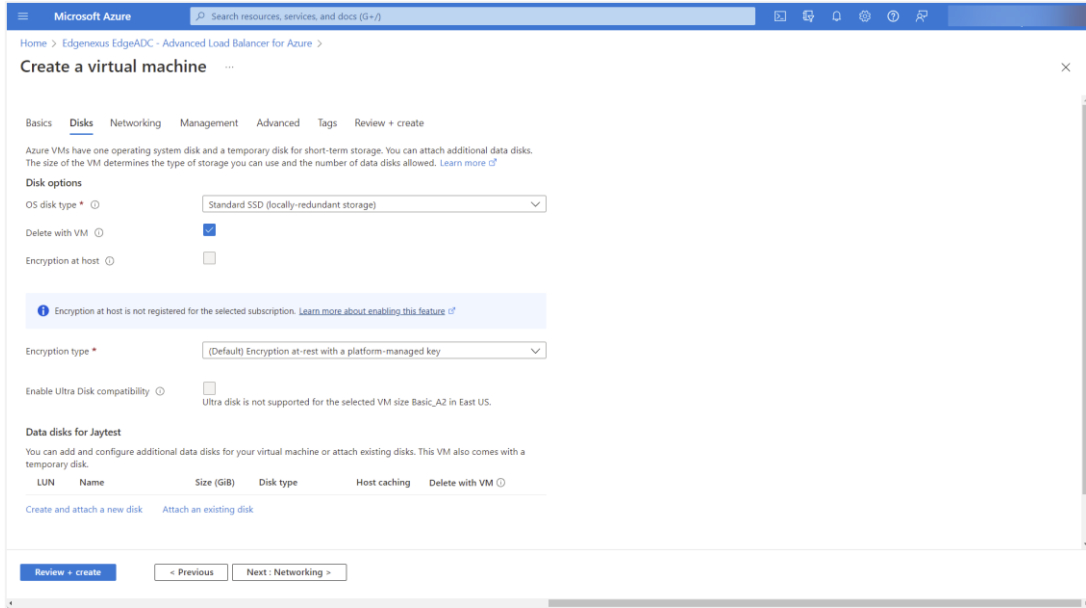 Microsoft Azure
Search resources, services, and docs (G+/)
Home > Edgenexus EdgeADC - Advanced Load Balancer for Azure >
Create a virtual machine ...
Basics Disks Networking Management Advanced Tags Review + create
Azure VMs have one operating system disk and a temporary disk for short-term storage. You can attach additional data disks.
The size of the VM determines the type of storage you can use and the number of data disks allowed. Learn more
Disk options
OS disk type * Standard SSD (locally-redundant storage)
Delete with VM
Encryption at host
Encryption at host is not registered for the selected subscription. Learn more about enabling this feature
Encryption type * (Default) Encryption at-rest with a platform-managed key
Enable Ultra Disk compatibility
Ultra disk is not supported for the selected VM size Basic_A2 in East US.
Data disks for Jaytest
You can add and configure additional data disks for your virtual machine or attach existing disks. This VM also comes with a
temporary disk.
LUN Name Size (GiB) Disk type Host caching Delete with VM
Create and attach a new disk Attach an existing disk
Review + create < Previous Next : Networking >